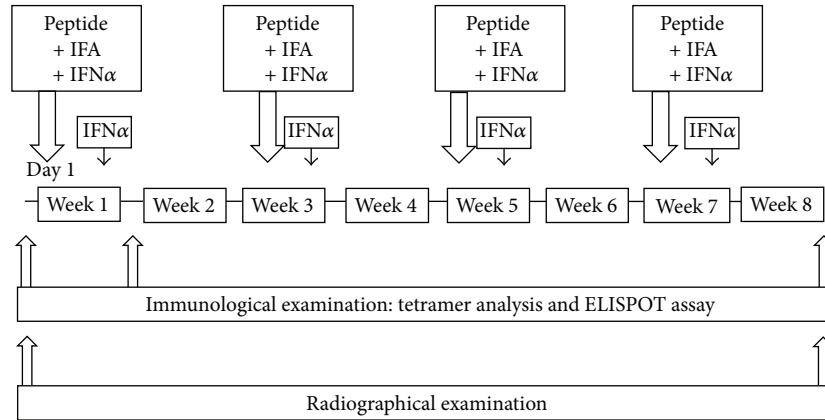 Peptide
+ IFA
+ IFNα
Peptide
+ IFA
+ IFNα
Peptide
+ IFA
+ IFNα
Peptide
+ IFA
+ IFNα
IFNα
IFNα
IFNα
IFNα
Day 1
Week 1
Week 2
Week 3
Week 4
Week 5
Week 6
Week 7
Week 8
Immunological examination: tetramer analysis and ELISPOT assay
Radiographical examination